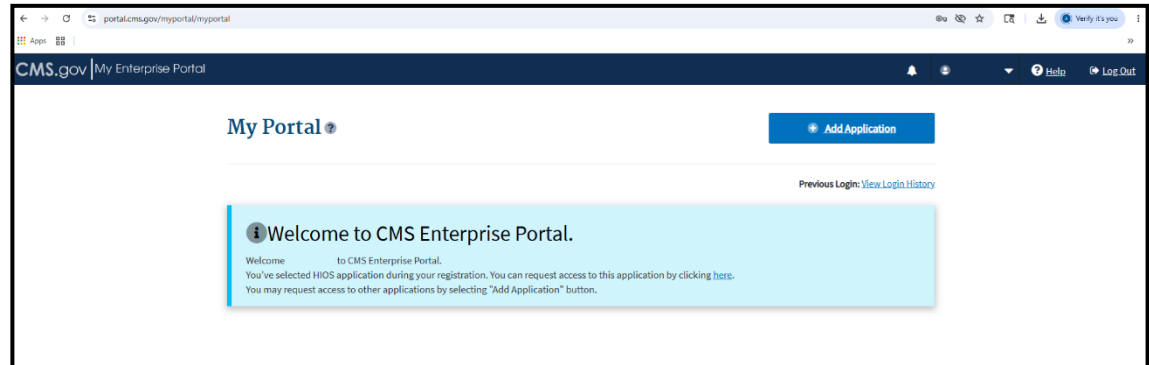 portal.cms.gov/myportal/myportal
Verify it's you
Apps
CMS.gov My Enterprise Portal
Help Log Out
My Portal
Add Application
Previous Login: View Login History
Welcome to CMS Enterprise Portal.
Welcome to CMS Enterprise Portal.
You've selected HIOS application during your registration. You can request access to this application by clicking here.
You may request access to other applications by selecting "Add Application" button.